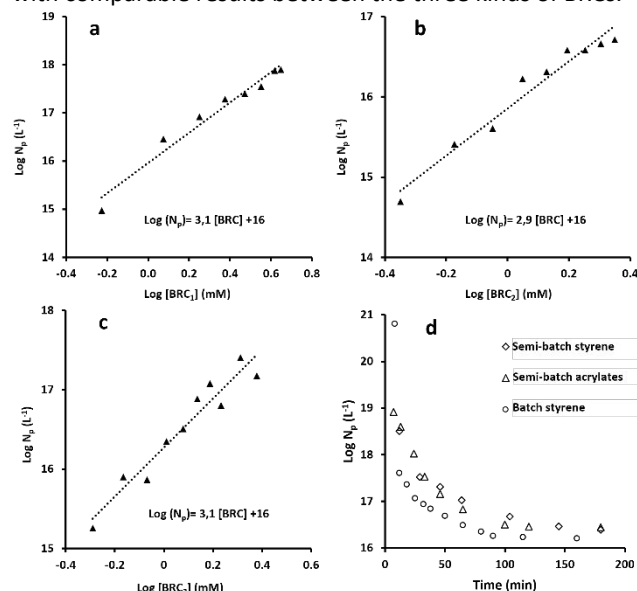 with comparable results between the three kinds of BRCs.
a
Log Nₚ (L⁻¹)
19
18
17
16
15
14
Log (Nₚ)= 3,1 [BRC] +16
-0.4 -0.2 0.0 0.2 0.4 0.6 0.8
Log [BRC₁] (mM)
b
Log Nₚ (L⁻¹)
17
16
15
14
Log (Nₚ)= 2,9 [BRC] +16
-0.4 -0.2 0 0.2 0.4
Log [BRC₂] (mM)
c
Log Nₚ (L⁻¹)
18
17
16
15
Log (Nₚ)= 3,1 [BRC] +16
-0.4 -0.2 0.0 0.2 0.4 0.6
Log [BRC₃] (mM)
d
Log Nₚ (L⁻¹)
21
20
19
18
17
16
Semi-batch styrene
Semi-batch acrylates
Batch styrene
0 50 100 150 200
Time (min)